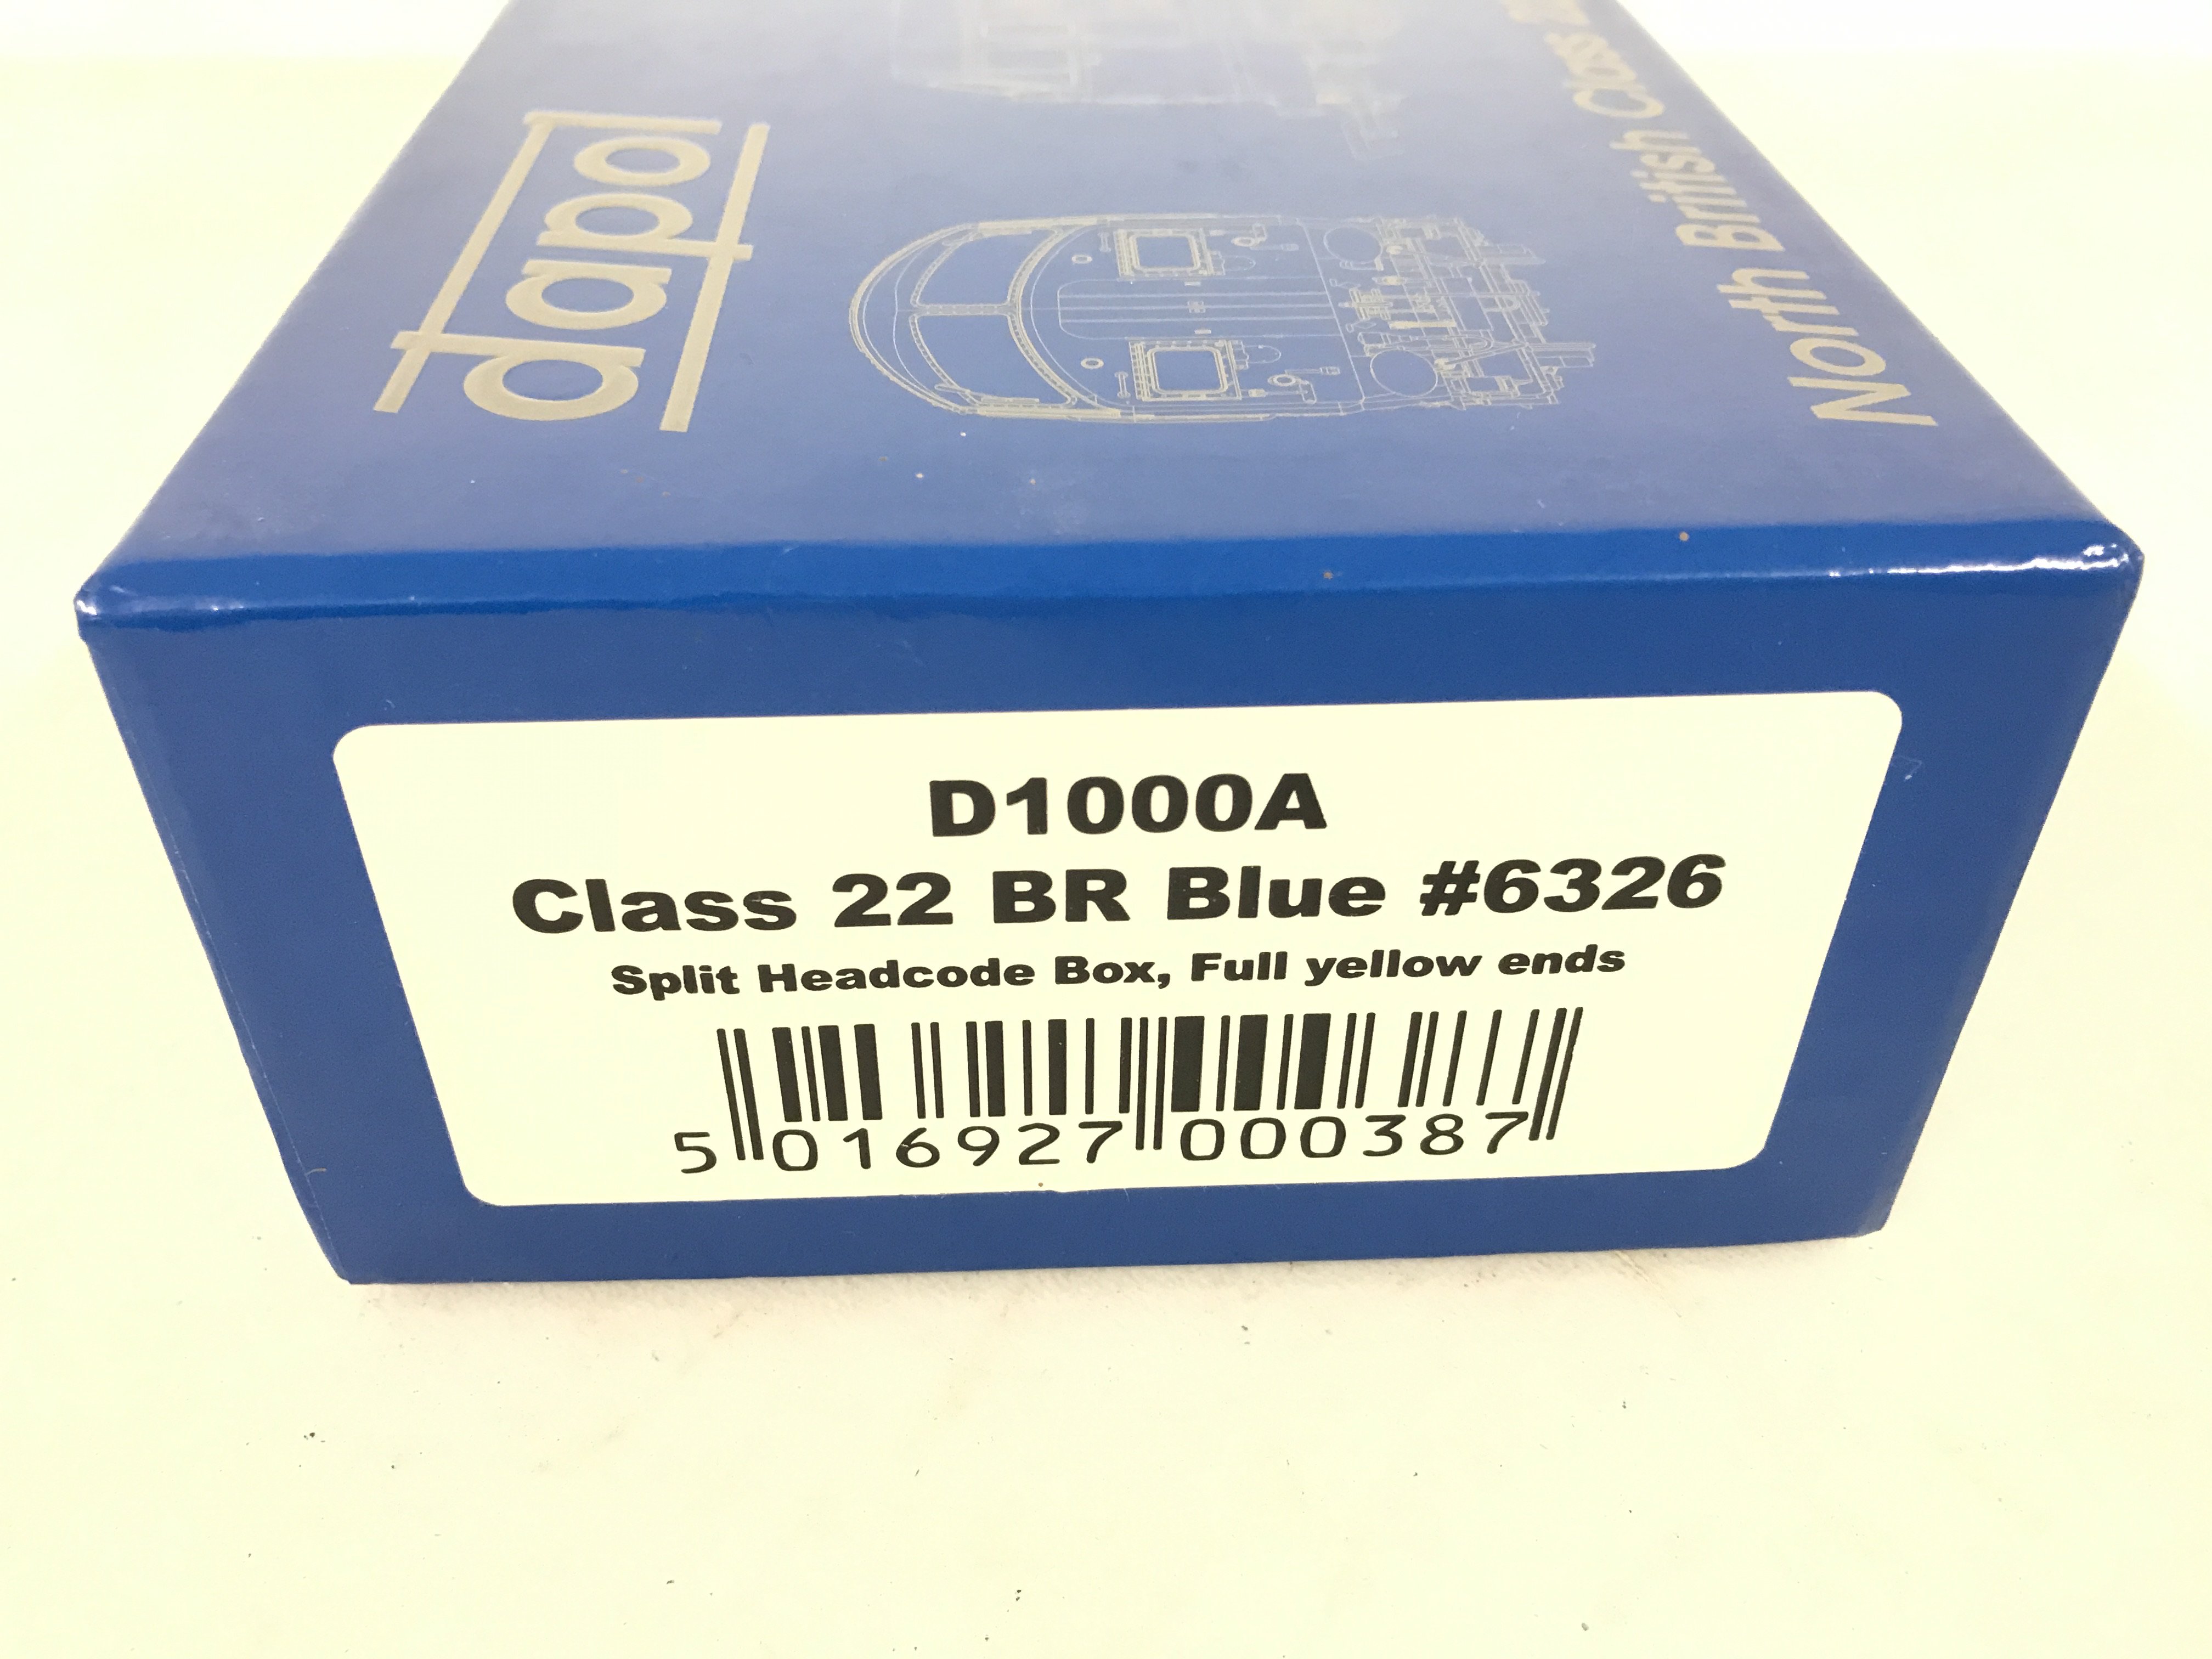 dapol
North British Class
D1000A
Class 22 BR Blue #6326
Split Headcode Box, Full yellow ends
5 016927 000387